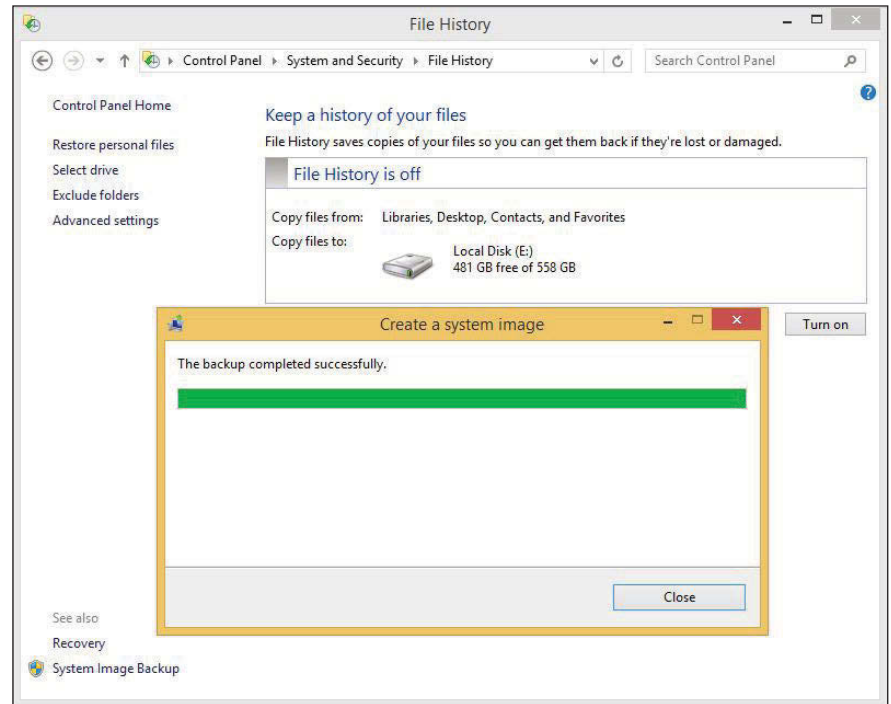 File History
Control Panel System and Security File History
Search Control Panel
Control Panel Home
Restore personal files
Select drive
Exclude folders
Advanced settings
Keep a history of your files
File History saves copies of your files so you can get them back if they're lost or damaged.
File History is off
Copy files from: Libraries, Desktop, Contacts, and Favorites
Copy files to:
Local Disk (E:)
481 GB free of 558 GB
Turn on
Create a system image
The backup completed successfully.
Close
See also
Recovery
System Image Backup